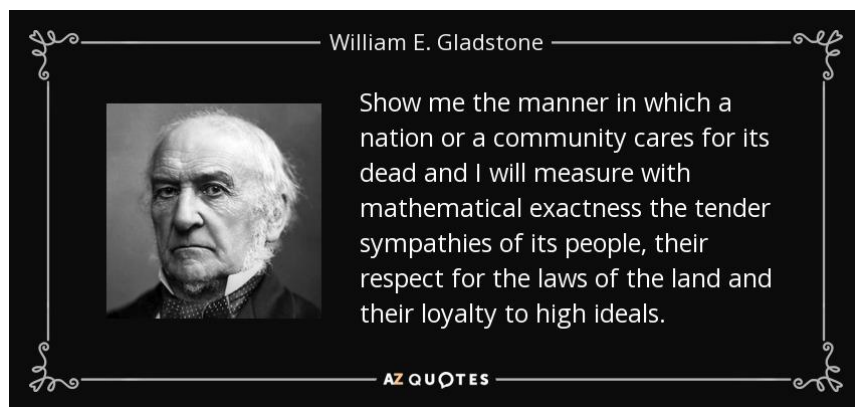 William E. Gladstone
Show me the manner in which a
nation or a community cares for its
dead and I will measure with
mathematical exactness the tender
sympathies of its people, their
respect for the laws of the land and
their loyalty to high ideals.
AZ QUOTES